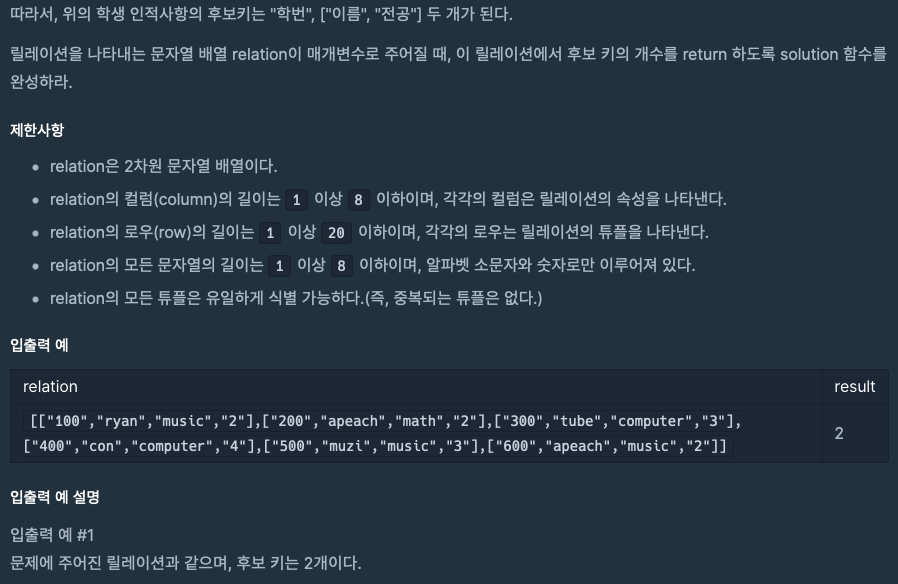 따라서, 위의 학생 인적사항의 후보키는 "학번", ["이름", "전공"] 두 개가 된다.
릴레이션을 나타내는 문자열 배열 relation이 매개변수로 주어질 때, 이 릴레이션에서 후보 키의 개수를 return 하도록 solution 함수를
완성하라.
제한사항
• relation은 2차원 문자열 배열이다.
• relation의 컬럼(column)의 길이는 1 이상 8 이하이며, 각각의 컬럼은 릴레이션의 속성을 나타낸다.
• relation의 로우(row)의 길이는 1 이상 20 이하이며, 각각의 로우는 릴레이션의 튜플을 나타낸다.
• relation의 모든 문자열의 길이는 1 이상 8 이하이며, 알파벳 소문자와 숫자로만 이루어져 있다.
• relation의 모든 튜플은 유일하게 식별 가능하다.(즉, 중복되는 튜플은 없다.)
입출력 예
relation result
[["100","ryan","music","2"],["200","apeach","math","2"],["300","tube","computer","3"],
["400","con","computer","4"],["500","muzi","music","3"],["600","apeach","music","2"]]
2
입출력 예 설명
입출력 예 #1
문제에 주어진 릴레이션과 같으며, 후보 키는 2개이다.